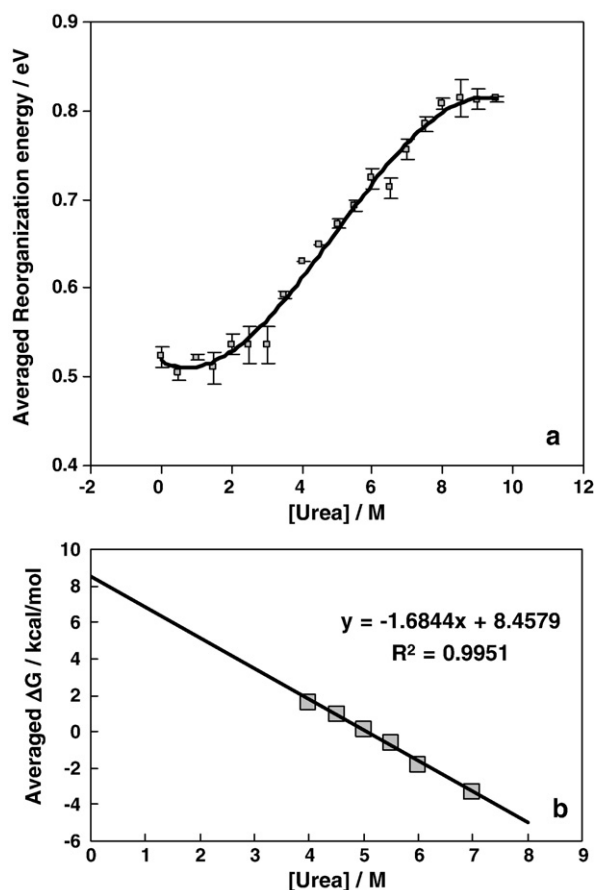 0.9
0.8
0.7
0.6
0.5
0.4
Averaged Reorganization energy / eV
-2 0 2 4 6 8 10 12
[Urea] / M
a
10
8
6
4
2
0
-2
-4
-6
Averaged ΔG / kcal/mol
y = -1.6844x + 8.4579
R² = 0.9951
0 1 2 3 4 5 6 7 8 9
[Urea] / M
b